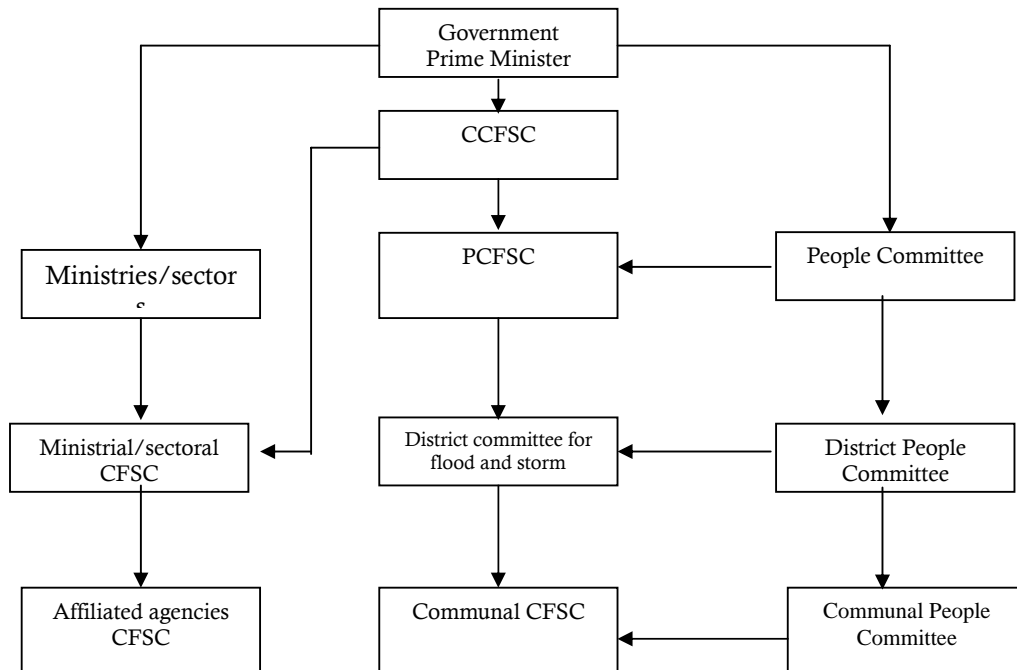 Government
Prime Minister
CCFSC
PCFSC
People Committee
Ministries/sector
s
Ministrial/sectoral
CFSC
District committee for
flood and storm
District People
Committee
Affiliated agencies
CFSC
Communal CFSC
Communal People
Committee